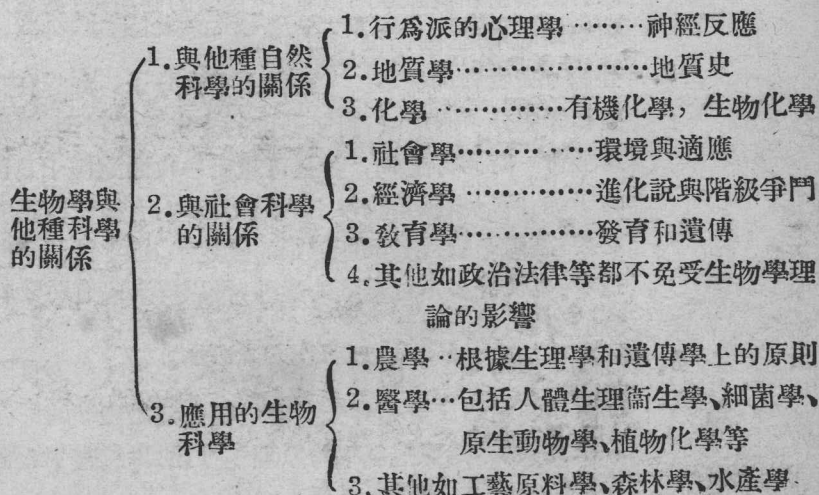 生物學與
他種科學
的關係
1.與他種自然
科學的關係
1.行爲派的心理學………神經反應
2.地質學…………………地質史
3.化學……………有機化學，生物化學
2.與社會科學
的關係
1.社會學……………環境與適應
2.經濟學……………進化說與階級爭鬥
3.敎育學……………發育和遺傳
4.其他如政治法律等都不免受生物學理
論的影響
3.應用的生物
科學
1.農學‥根據生理學和遺傳學上的原則
2.醫學…包括人體生理衞生學、細菌學、
原生動物學、植物化學等
3.其他如工藝原料學、森林學、水產學